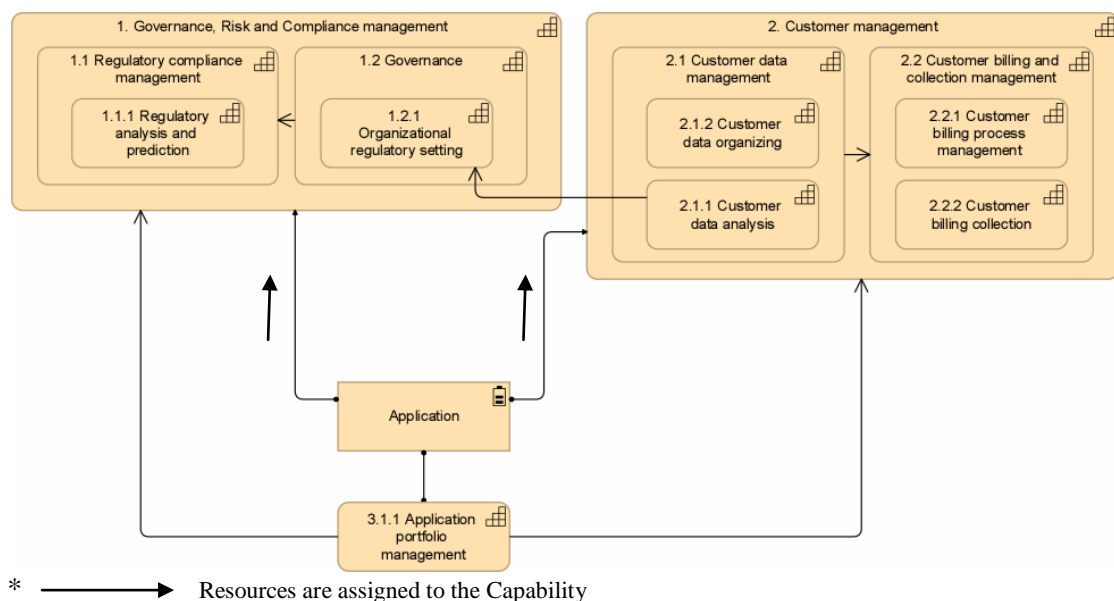 1. Governance, Risk and Compliance management
1.1 Regulatory compliance
management
1.1.1 Regulatory
analysis and
prediction
1.2 Governance
1.2.1
Organizational
regulatory setting
2. Customer management
2.1 Customer data
management
2.1.2 Customer
data organizing
2.1.1 Customer
data analysis
2.2 Customer billing and
collection management
2.2.1 Customer
billing process
management
2.2.2 Customer
billing collection
Application
3.1.1 Application
portfolio
management
* Resources are assigned to the Capability